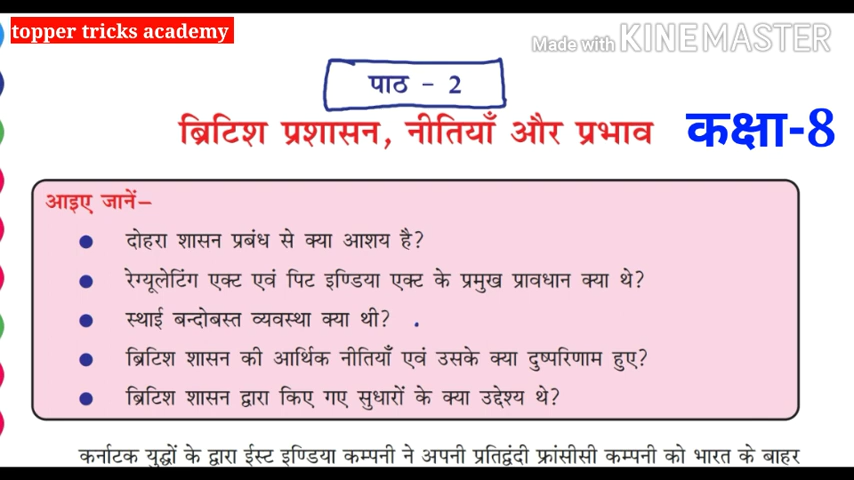 topper tricks academy
Made with KINEMASTER
पाठ - 2
ब्रिटिश प्रशासन, नीतियाँ और प्रभाव
कक्षा-8
आइए जानें–
● दोहरा शासन प्रबंध से क्या आशय है?
● रेग्यूलेटिंग एक्ट एवं पिट इण्डिया एक्ट के प्रमुख प्रावधान क्या थे?
● स्थाई बन्दोबस्त व्यवस्था क्या थी?
● ब्रिटिश शासन की आर्थिक नीतियाँ एवं उसके क्या दुष्परिणाम हुए?
● ब्रिटिश शासन द्वारा किए गए सुधारों के क्या उद्देश्य थे?
कर्नाटक युद्धों के द्वारा ईस्ट इण्डिया कम्पनी ने अपनी प्रतिद्वंदी फ्रांसीसी कम्पनी को भारत के बाहर